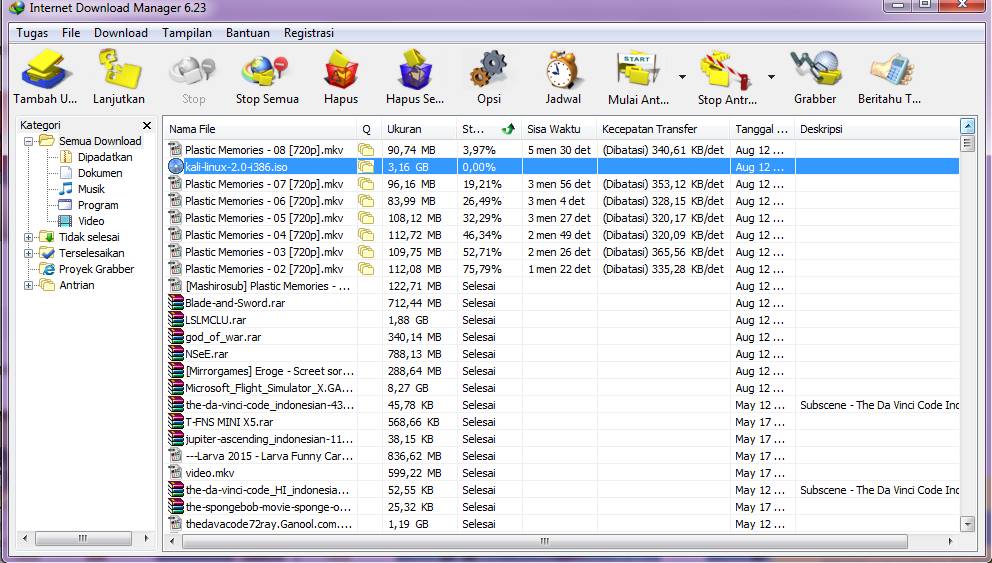 Internet Download Manager 6.23
Tugas File Download Tampilan Bantuan Registrasi
START
Tambah U... Lanjutkan Stop Stop Semua Hapus Hapus Se... Opsi Jadwal Mulai Ant... Stop Antr... Grabber Beritahu T...
Kategori
Semua Download
Dipadatkan
Dokumen
Musik
Program
Video
Tidak selesai
Terselesaikan
Proyek Grabber
Antrian
Nama File Q Ukuran St... Sisa Waktu Kecepatan Transfer Tanggal ... Deskripsi
Plastic Memories - 08 [720p].mkv 90,74 MB 3,97% 5 men 30 det (Dibatasi) 340,61 KB/det Aug 12 ...
kali-linux-2.0-i386.iso 3,16 GB 0,00% Aug 12 ...
Plastic Memories - 07 [720p].mkv 96,16 MB 19,21% 3 men 56 det (Dibatasi) 353,12 KB/det Aug 12 ...
Plastic Memories - 06 [720p].mkv 83,99 MB 26,49% 3 men 4 det (Dibatasi) 328,15 KB/det Aug 12 ...
Plastic Memories - 05 [720p].mkv 108,12 MB 32,29% 3 men 27 det (Dibatasi) 320,17 KB/det Aug 12 ...
Plastic Memories - 04 [720p].mkv 112,72 MB 46,34% 2 men 49 det (Dibatasi) 320,09 KB/det Aug 12 ...
Plastic Memories - 03 [720p].mkv 109,75 MB 52,71% 2 men 26 det (Dibatasi) 365,56 KB/det Aug 12 ...
Plastic Memories - 02 [720p].mkv 112,08 MB 75,79% 1 men 22 det (Dibatasi) 335,28 KB/det Aug 12 ...
[Mashirosub] Plastic Memories - ... 122,71 MB Selesai Aug 12 ...
Blade-and-Sword.rar 712,44 MB Selesai Aug 12 ...
LSLMCLU.rar 1,88 GB Selesai Aug 12 ...
god_of_war.rar 340,14 MB Selesai Aug 12 ...
NSeE.rar 788,13 MB Selesai Aug 12 ...
[Mirrorgames] Eroge - Screet sor... 288,64 MB Selesai Aug 12 ...
Microsoft_Flight_Simulator_X.GA... 8,27 GB Selesai Aug 12 ...
the-da-vinci-code_indonesian-43... 45,78 KB Selesai May 12 ... Subscene - The Da Vinci Code Ind
T-FNS MINI X5.rar 568,66 KB Selesai May 17 ...
jupiter-ascending_indonesian-11... 38,15 KB Selesai May 17 ...
---Larva 2015 - Larva Funny Car... 836,62 MB Selesai May 17 ...
video.mkv 599,22 MB Selesai May 17 ...
the-da-vinci-code_HI_indonesia... 52,55 KB Selesai May 12 ... Subscene - The Da Vinci Code Ind
the-spongebob-movie-sponge-o... 25,32 KB Selesai May 17 ...
thedavacode72ray.Ganool.com.... 1,19 GB Selesai May 12 ...